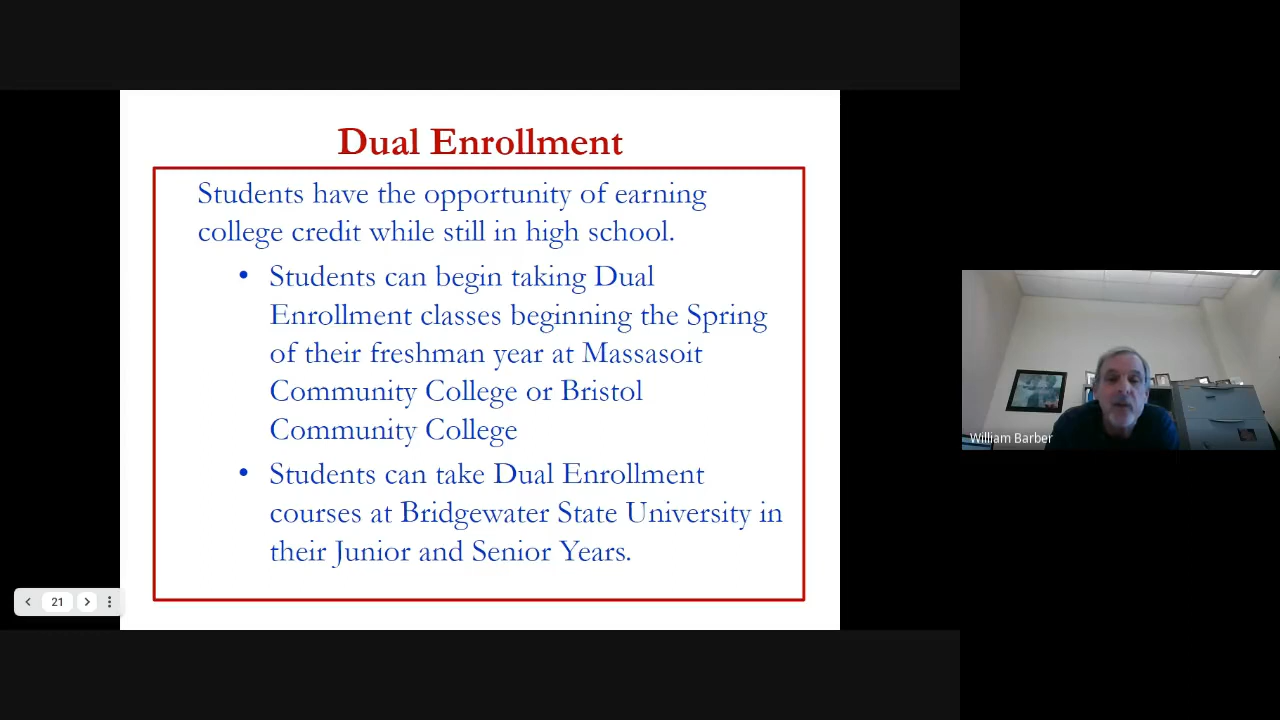 Dual Enrollment
Students have the opportunity of earning
college credit while still in high school.
• Students can begin taking Dual
Enrollment classes beginning the Spring
of their freshman year at Massasoit
Community College or Bristol
Community College
• Students can take Dual Enrollment
courses at Bridgewater State University in
their Junior and Senior Years.
William Barber
21